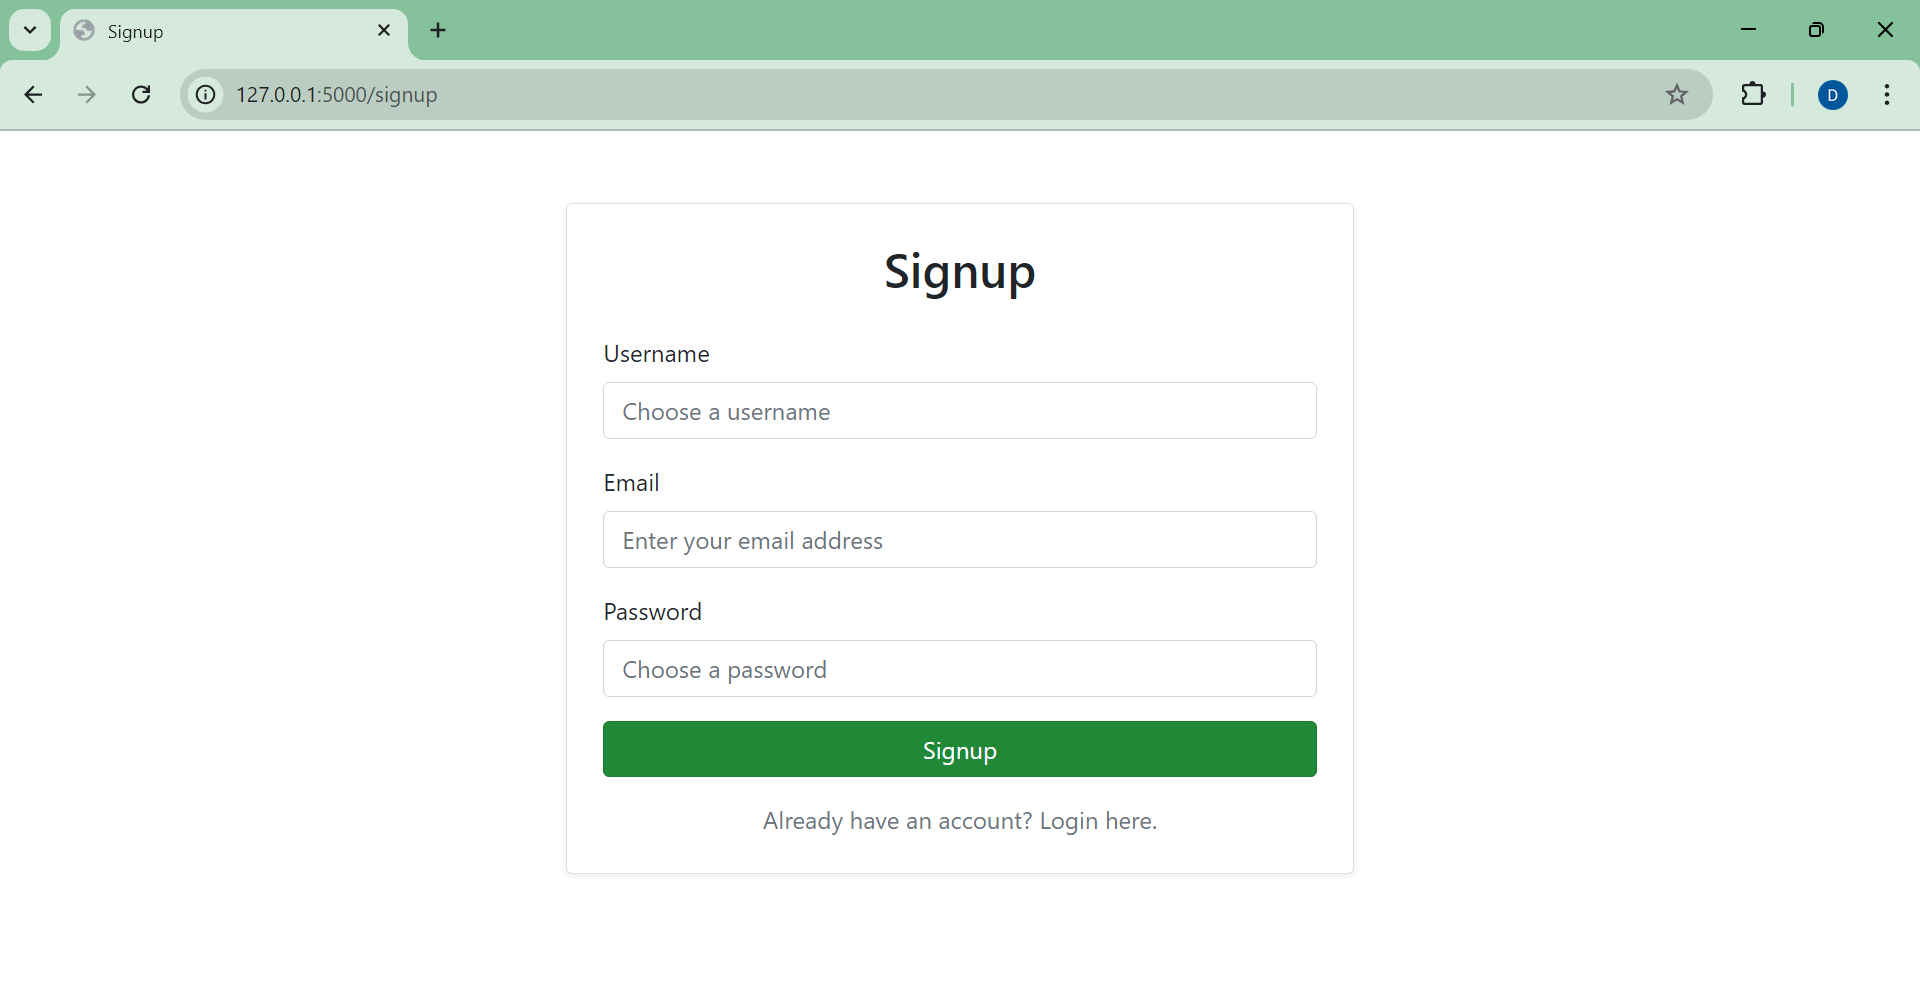 Signup
127.0.0.1:5000/signup
D
Signup
Username
Choose a username
Email
Enter your email address
Password
Choose a password
Signup
Already have an account? Login here.